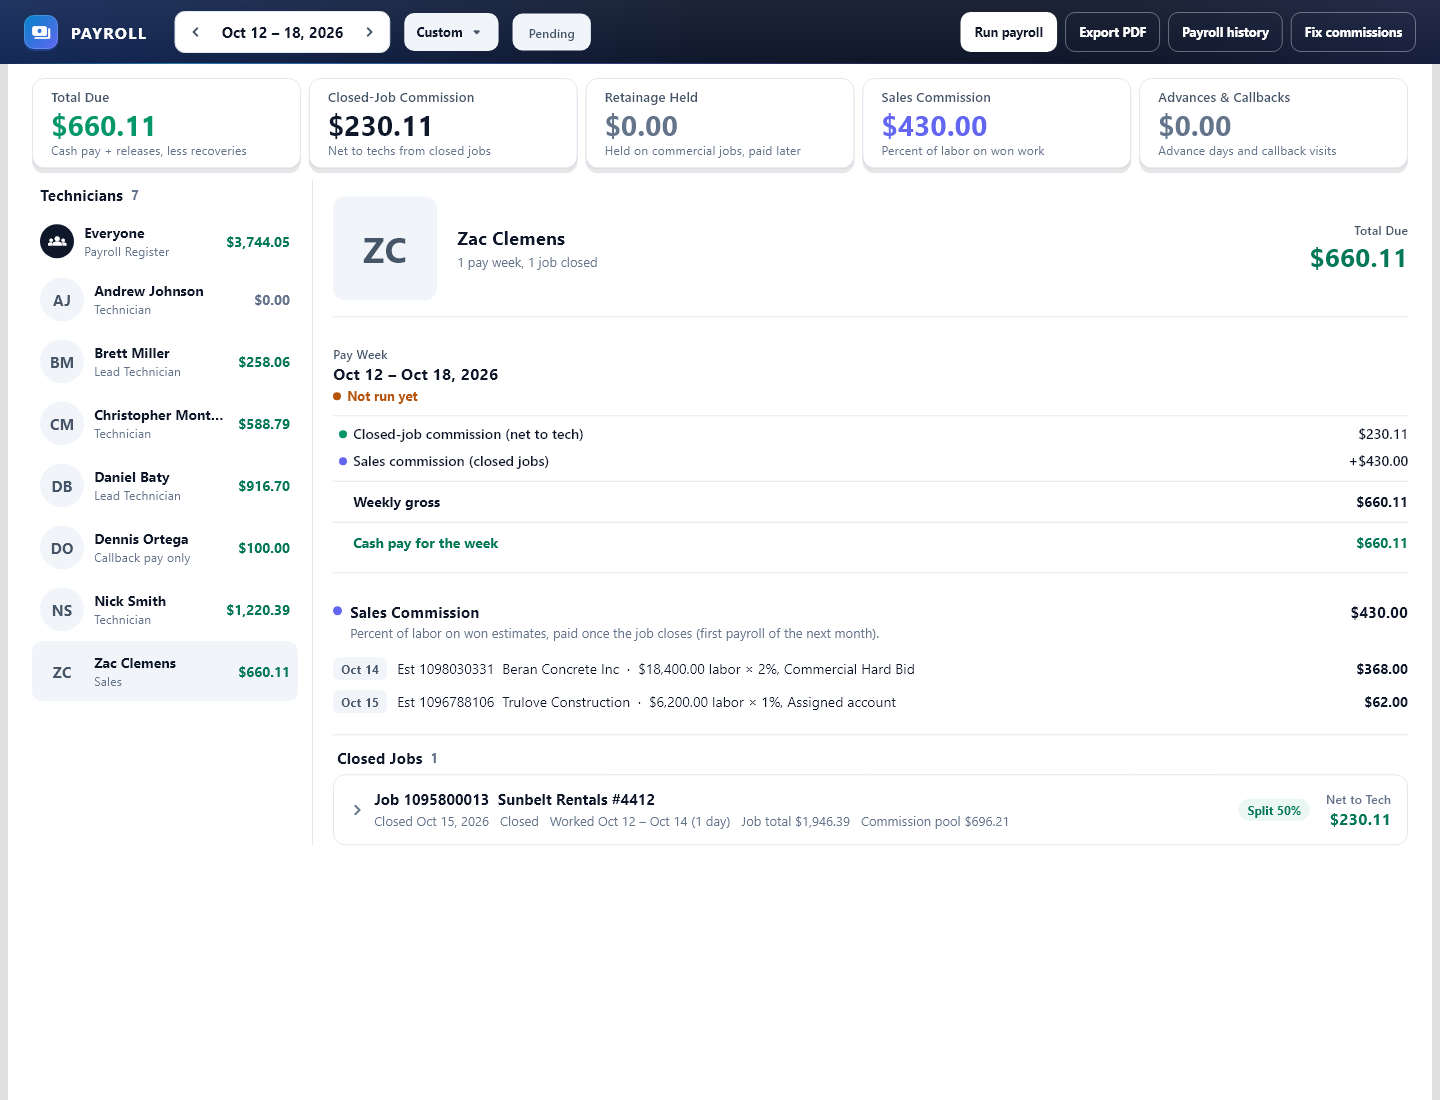 PAYROLL
Oct 12 – 18, 2026
Custom
Pending
Run payroll
Export PDF
Payroll history
Fix commissions
Total Due
$660.11
Cash pay + releases, less recoveries
Closed-Job Commission
$230.11
Net to techs from closed jobs
Retainage Held
$0.00
Held on commercial jobs, paid later
Sales Commission
$430.00
Percent of labor on won work
Advances & Callbacks
$0.00
Advance days and callback visits
Technicians 7
Everyone
Payroll Register
$3,744.05
AJ
Andrew Johnson
Technician
$0.00
BM
Brett Miller
Lead Technician
$258.06
CM
Christopher Mont...
Technician
$588.79
DB
Daniel Baty
Lead Technician
$916.70
DO
Dennis Ortega
Callback pay only
$100.00
NS
Nick Smith
Technician
$1,220.39
ZC
Zac Clemens
Sales
$660.11
ZC
Zac Clemens
1 pay week, 1 job closed
Total Due
$660.11
Pay Week
Oct 12 – Oct 18, 2026
Not run yet
Closed-job commission (net to tech) $230.11
Sales commission (closed jobs) +$430.00
Weekly gross $660.11
Cash pay for the week $660.11
Sales Commission $430.00
Percent of labor on won estimates, paid once the job closes (first payroll of the next month).
Oct 14 Est 1098030331 Beran Concrete Inc · $18,400.00 labor × 2%, Commercial Hard Bid $368.00
Oct 15 Est 1096788106 Trulove Construction · $6,200.00 labor × 1%, Assigned account $62.00
Closed Jobs 1
Job 1095800013 Sunbelt Rentals #4412
Closed Oct 15, 2026 Closed Worked Oct 12 – Oct 14 (1 day) Job total $1,946.39 Commission pool $696.21
Split 50%
Net to Tech
$230.11